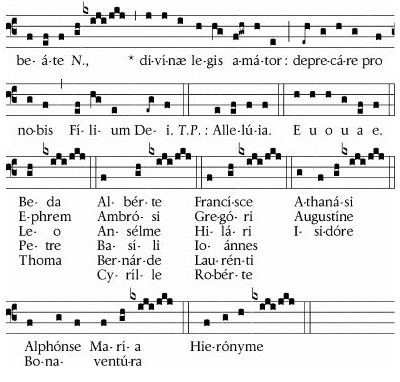 be- á-te N., * di-ví-næ le-gis a-má-tor : depre-cá-re pro
no-bis Fí-li-um De-i. T.P. : Alle-lú-ia. E u o u a e.
Be- da Al- bér-te Francís-ce A-thaná-si
E-phrem Ambró-si Gre-gó-ri Augustíne
Le- o An-sélme Hi-lá-ri I- si-dóre
Pe-tre Ba-sí-li Io-ánnes
Thoma Ber-nár-de Lau-rén-ti
Cy-ríl-le Ro-bér-te
Alphónse Ma-rí-a Hie-rónyme
Bo-na- ventú-ra